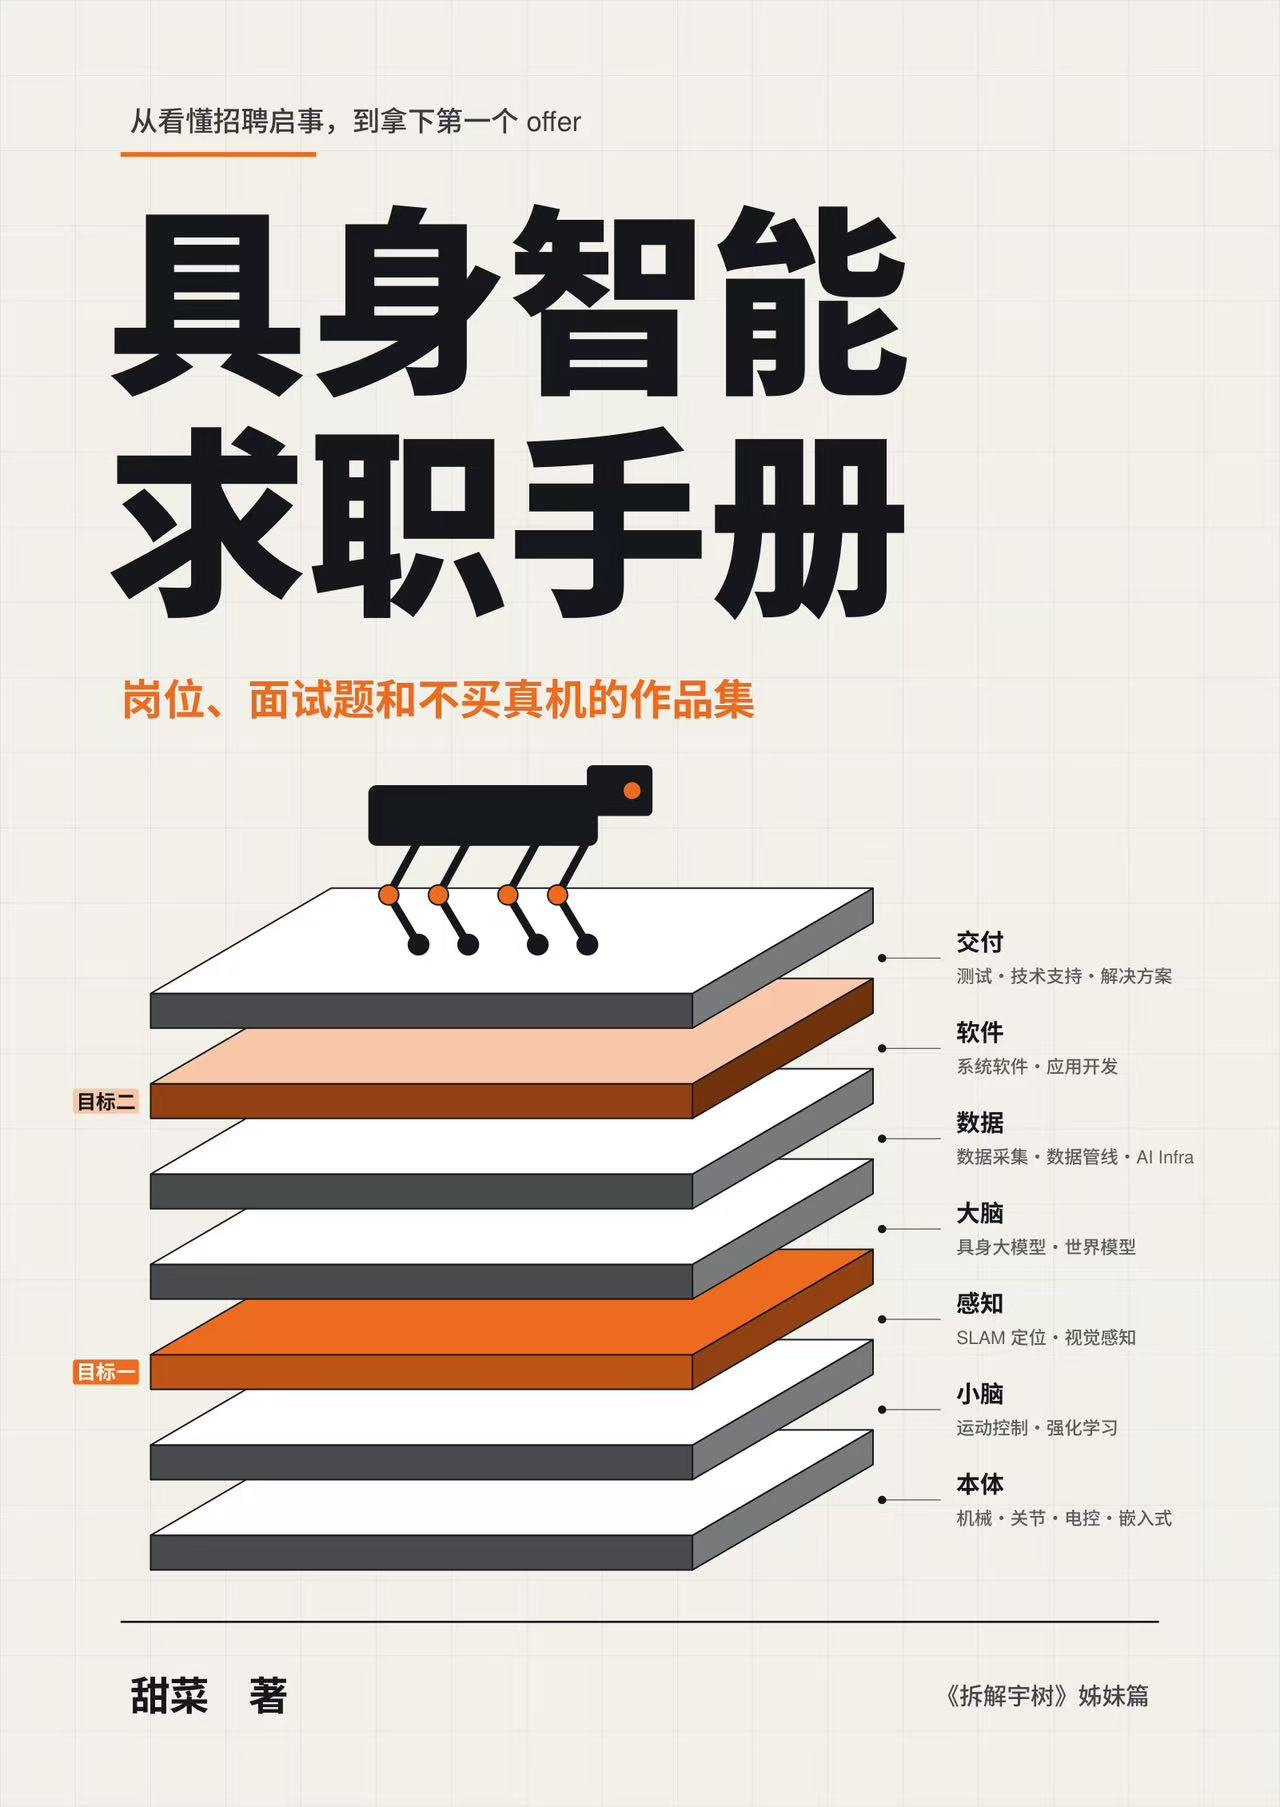 从看懂招聘启事，到拿下第一个 offer
具身智能
求职手册
岗位、面试题和不买真机的作品集
交付
测试・技术支持・解决方案
软件
系统软件・应用开发
目标二
数据
数据采集・数据管线・AI Infra
大脑
具身大模型・世界模型
感知
SLAM 定位・视觉感知
目标一
小脑
运动控制・强化学习
本体
机械・关节・电控・嵌入式
甜菜　著
《拆解宇树》姊妹篇